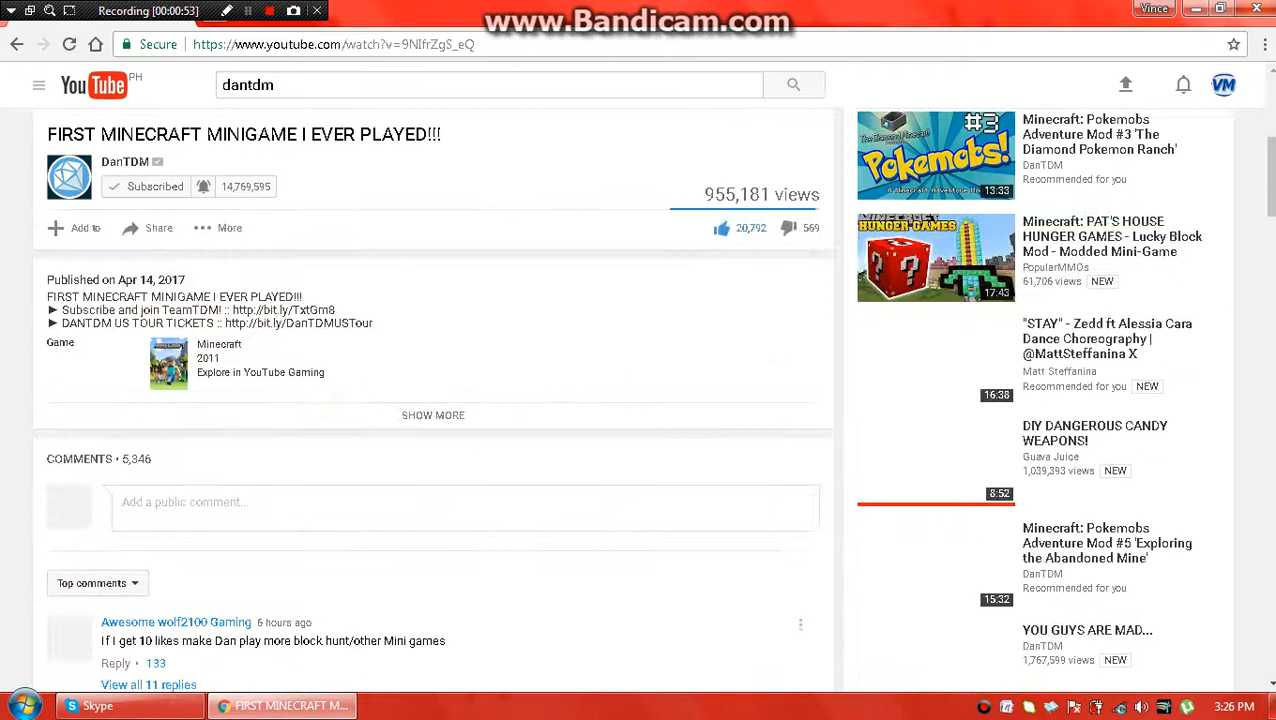 Recording [00:00:53]
www.Bandicam.com
Vince
Secure https://www.youtube.com/watch?v=9NIfrZgS_eQ
YouTube PH
dantdm
VM
FIRST MINECRAFT MINIGAME I EVER PLAYED!!!
DanTDM
Subscribed 14,769,595
955,181 views
Add to Share More
20,792 569
Published on Apr 14, 2017
FIRST MINECRAFT MINIGAME I EVER PLAYED!!!
► Subscribe and join TeamTDM! :: http://bit.ly/TxtGm8
► DANTDM US TOUR TICKETS :: http://bit.ly/DanTDMUSTour
Game
Minecraft
2011
Explore in YouTube Gaming
SHOW MORE
COMMENTS • 5,346
Add a public comment...
Top comments
Awesome wolf2100 Gaming 6 hours ago
If I get 10 likes make Dan play more block hunt/other Mini games
Reply • 133
View all 11 replies
#3
Pokemobs!
13:33
Minecraft: Pokemobs
Adventure Mod #3 'The
Diamond Pokemon Ranch'
DanTDM
Recommended for you
MINECRAFT
HUNGER GAMES
17:43
Minecraft: PAT'S HOUSE
HUNGER GAMES - Lucky Block
Mod - Modded Mini-Game
PopularMMOs
61,706 views NEW
"STAY" - Zedd ft Alessia Cara
Dance Choreography |
@MattSteffanina X
Matt Steffanina
Recommended for you NEW
16:38
DIY DANGEROUS CANDY
WEAPONS!
Guava Juice
1,039,393 views NEW
8:52
Minecraft: Pokemobs
Adventure Mod #5 'Exploring
the Abandoned Mine'
DanTDM
Recommended for you
15:32
YOU GUYS ARE MAD...
DanTDM
1,767,599 views NEW
Skype
FIRST MINECRAFT M...
3:26 PM